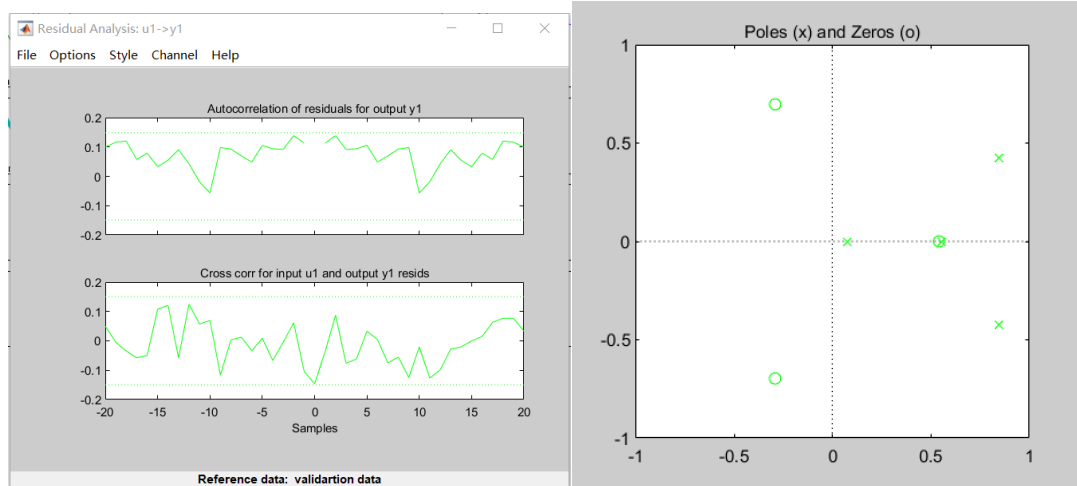 Residual Analysis: u1->y1
File Options Style Channel Help
Autocorrelation of residuals for output y1
0.2
0.1
0
-0.1
-0.2
Cross corr for input u1 and output y1 resids
0.2
0.1
0
-0.1
-0.2
-20 -15 -10 -5 0 5 10 15 20
Samples
Reference data: validartion data
Poles (x) and Zeros (o)
1
0.5
0
-0.5
-1
-1 -0.5 0 0.5 1